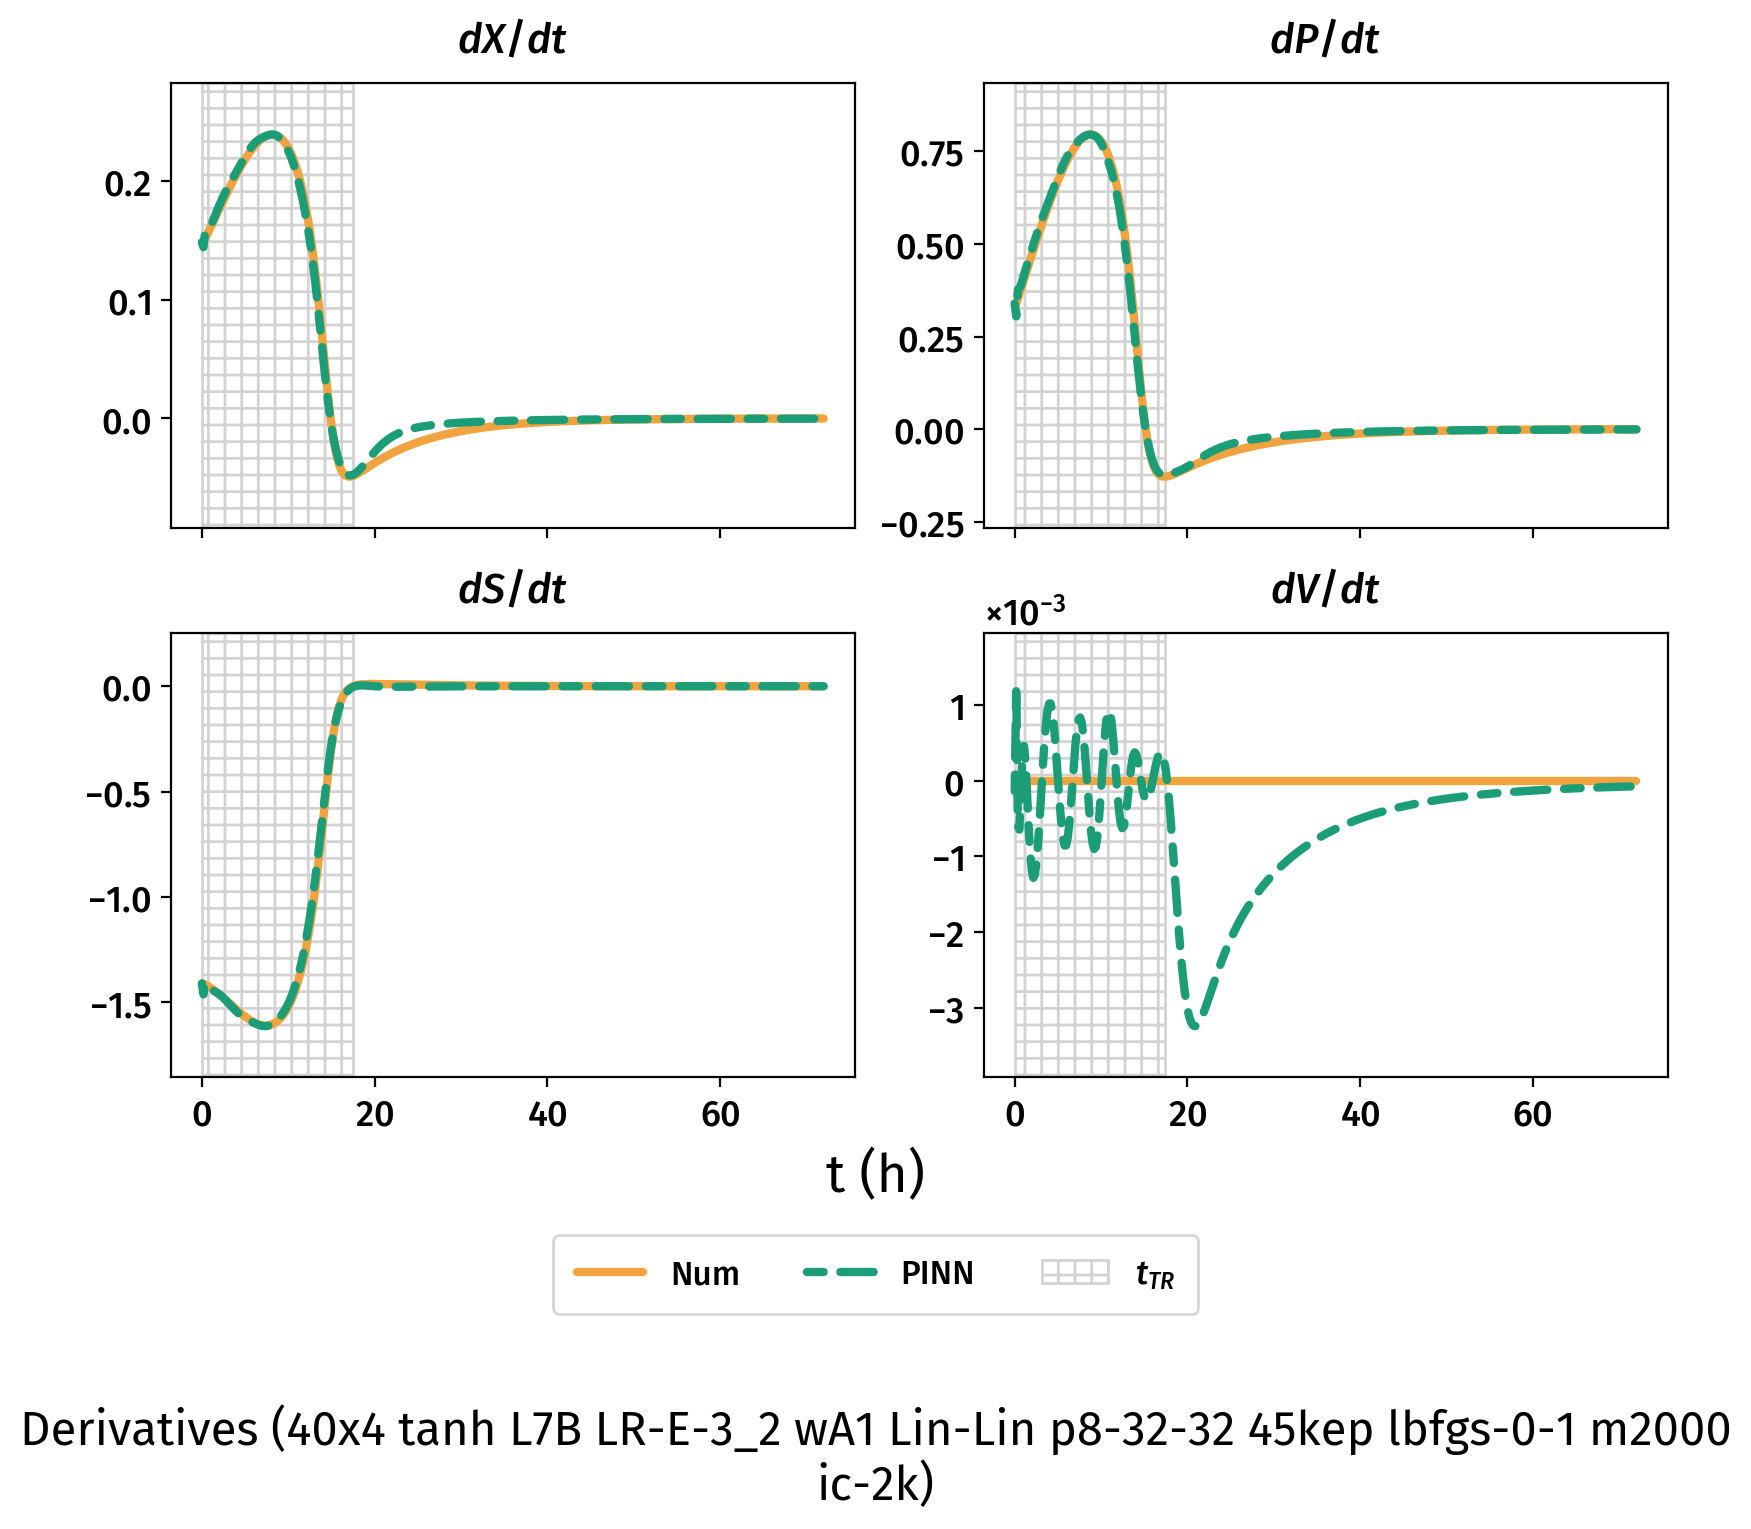 dX/dt
dP/dt
0.2
0.1
0.0
0.75
0.50
0.25
0.00
−0.25
dS/dt
dV/dt
×10⁻³
0.0
−0.5
−1.0
−1.5
1
0
−1
−2
−3
0 20 40 60
0 20 40 60
t (h)
Num PINN t_TR
Derivatives (40x4 tanh L7B LR-E-3_2 wA1 Lin-Lin p8-32-32 45kep lbfgs-0-1 m2000
ic-2k)